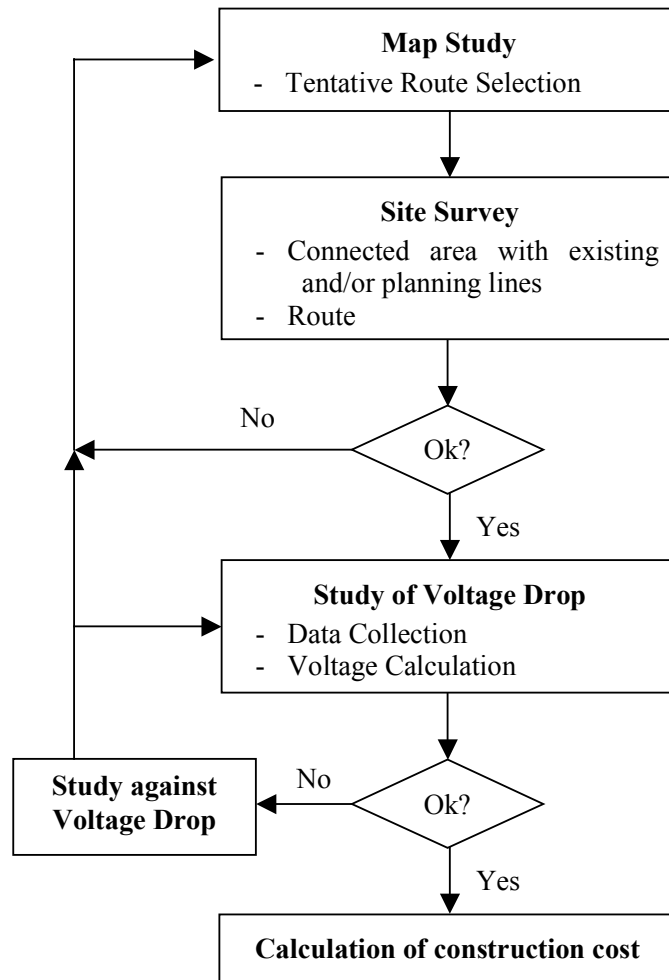 Map Study
- Tentative Route Selection
Site Survey
- Connected area with existing
and/or planning lines
- Route
No
Ok?
Yes
Study of Voltage Drop
- Data Collection
- Voltage Calculation
Study against
Voltage Drop
No
Ok?
Yes
Calculation of construction cost